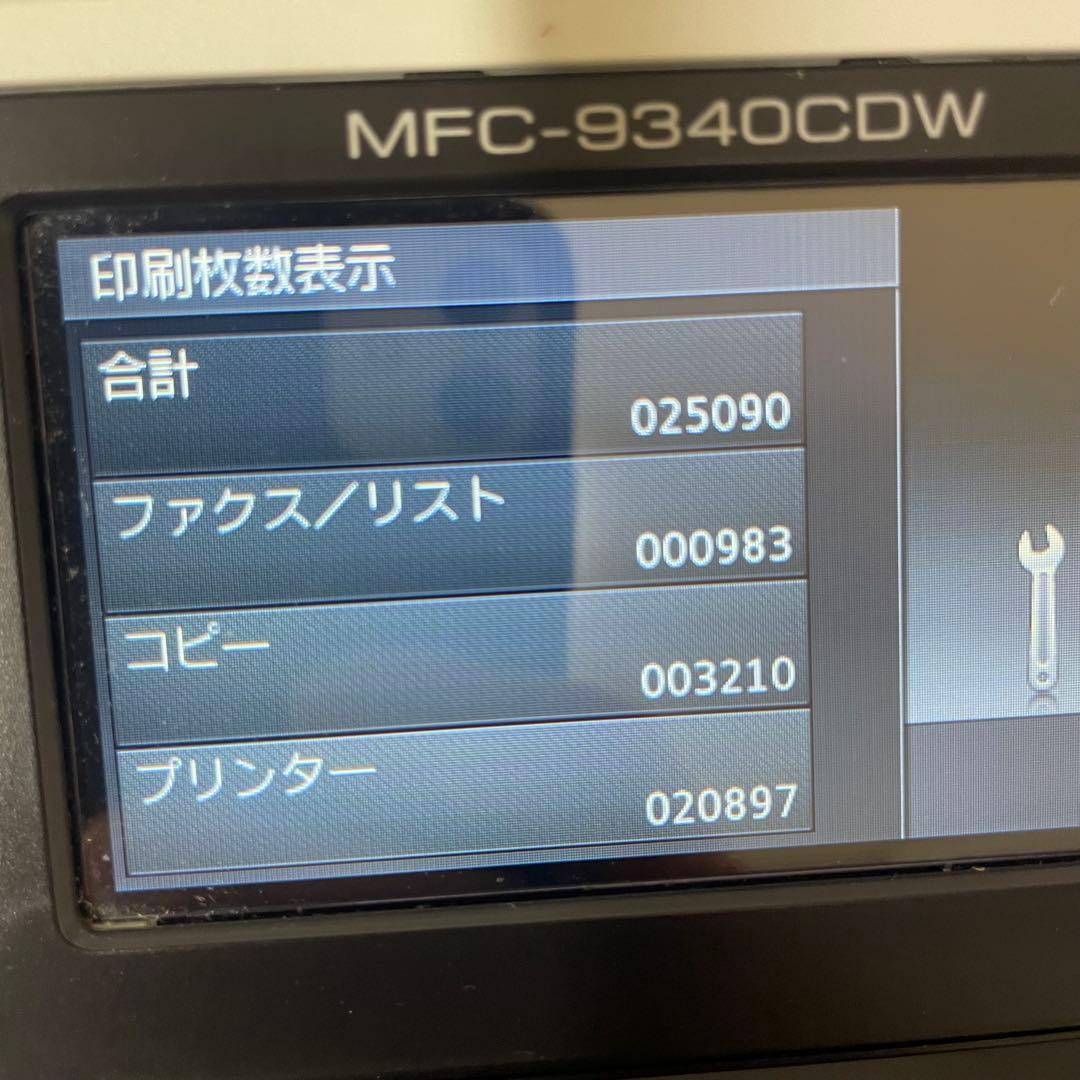 MFC-9340CDW
印刷枚数表示
合計
025090
ファクス／リスト
000983
コピー
003210
プリンター
020897